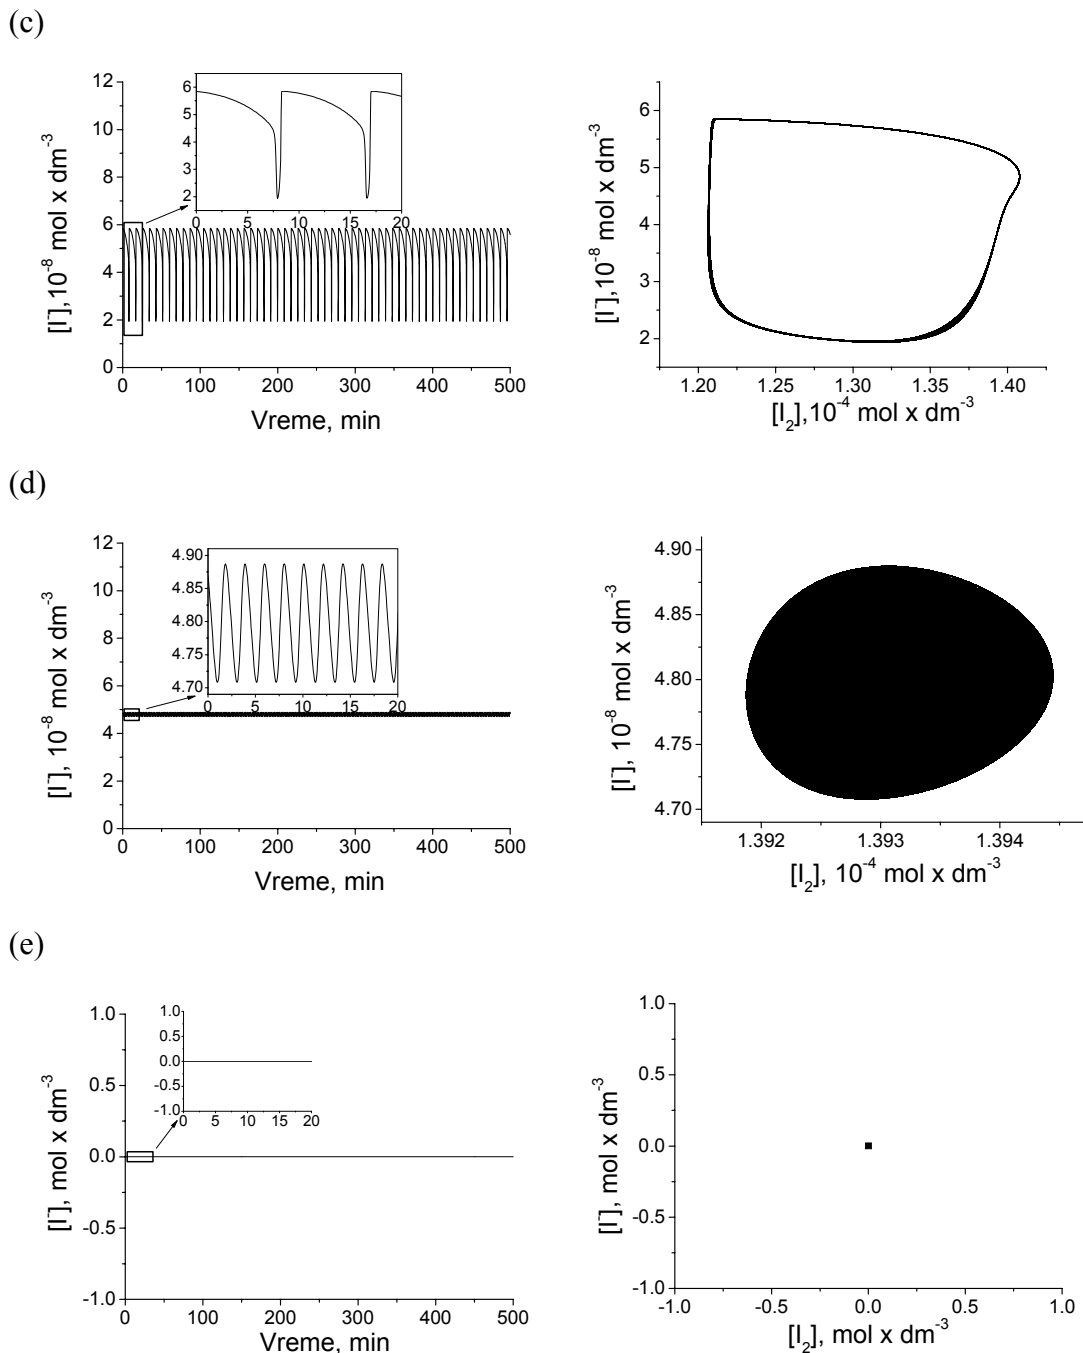 (c)
12
10
8
6
4
2
0
[I⁻],10⁻⁸ mol x dm⁻³
6
5
4
3
2
0 5 10 15 20
0 100 200 300 400 500
Vreme, min
6
5
4
3
2
[I⁻],10⁻⁸ mol x dm⁻³
1.20 1.25 1.30 1.35 1.40
[I₂],10⁻⁴ mol x dm⁻³
(d)
12
10
8
6
4
2
0
[I⁻], 10⁻⁸ mol x dm⁻³
4.90
4.85
4.80
4.75
4.70
0 5 10 15 20
0 100 200 300 400 500
Vreme, min
4.90
4.85
4.80
4.75
4.70
[I⁻], 10⁻⁸ mol x dm⁻³
1.392 1.393 1.394
[I₂], 10⁻⁴ mol x dm⁻³
(e)
1.0
0.5
0.0
-0.5
-1.0
[I⁻], mol x dm⁻³
1.0
0.5
0.0
-0.5
-1.0
0 5 10 15 20
0 100 200 300 400 500
Vreme, min
1.0
0.5
0.0
-0.5
-1.0
[I⁻], mol x dm⁻³
-1.0 -0.5 0.0 0.5 1.0
[I₂], mol x dm⁻³